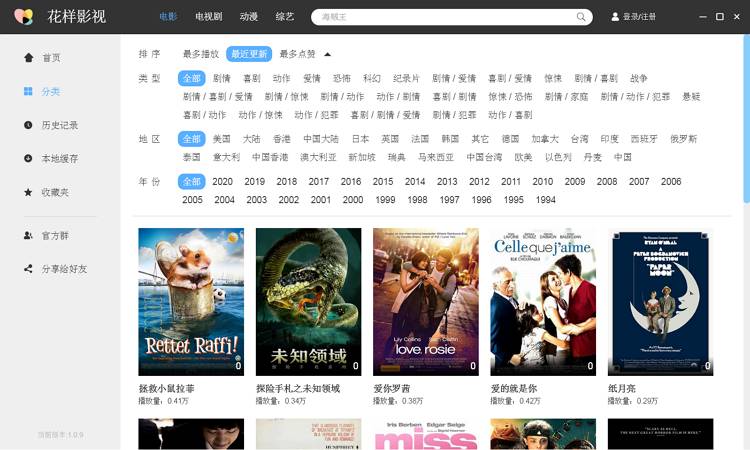 花样影视 电影 电视剧 动漫 综艺 海贼王 登录/注册
首页
分类
历史记录
本地缓存
收藏夹
官方群
分享给好友
当前版本:1.0.9
排 序 最多播放 最近更新 最多点赞
类 型 全部 剧情 喜剧 动作 爱情 恐怖 科幻 纪录片 剧情 / 爱情 喜剧 / 爱情 惊悚 剧情 / 喜剧 战争
剧情 / 喜剧 / 爱情 剧情 / 惊悚 剧情 / 动作 动作 / 剧情 喜剧 / 剧情 惊悚 / 恐怖 剧情 / 家庭 剧情 / 动作 / 犯罪 悬疑
喜剧 / 动作 动作 / 惊悚 动作 / 犯罪 喜剧 / 剧情 / 爱情 剧情 / 犯罪 动作 / 喜剧
地 区 全部 美国 大陆 香港 中国大陆 日本 英国 法国 韩国 其它 德国 加拿大 台湾 印度 西班牙 俄罗斯
泰国 意大利 中国香港 澳大利亚 新加坡 瑞典 马来西亚 中国台湾 欧美 以色列 丹麦 中国
年 份 全部 2020 2019 2018 2017 2016 2015 2014 2013 2012 2011 2010 2009 2008 2007 2006
2005 2004 2003 2002 2001 2000 1999 1998 1997 1996 1995 1994
Rettet Raffi!
0
拯救小鼠拉菲
播放量：0.41万
未知领域
0
探险手札之未知领域
播放量：0.34万
Lily Collins Sam Claflin
love, rosie
0
爱你罗茜
播放量：0.38万
Celle que j'aime
0
爱的就是你
播放量：0.42万
RYAN O'NEAL
A PETER BOGDANOVICH
PRODUCTION
"PAPER
MOON"
0
纸月亮
播放量：0.29万
Iris Berben
miss